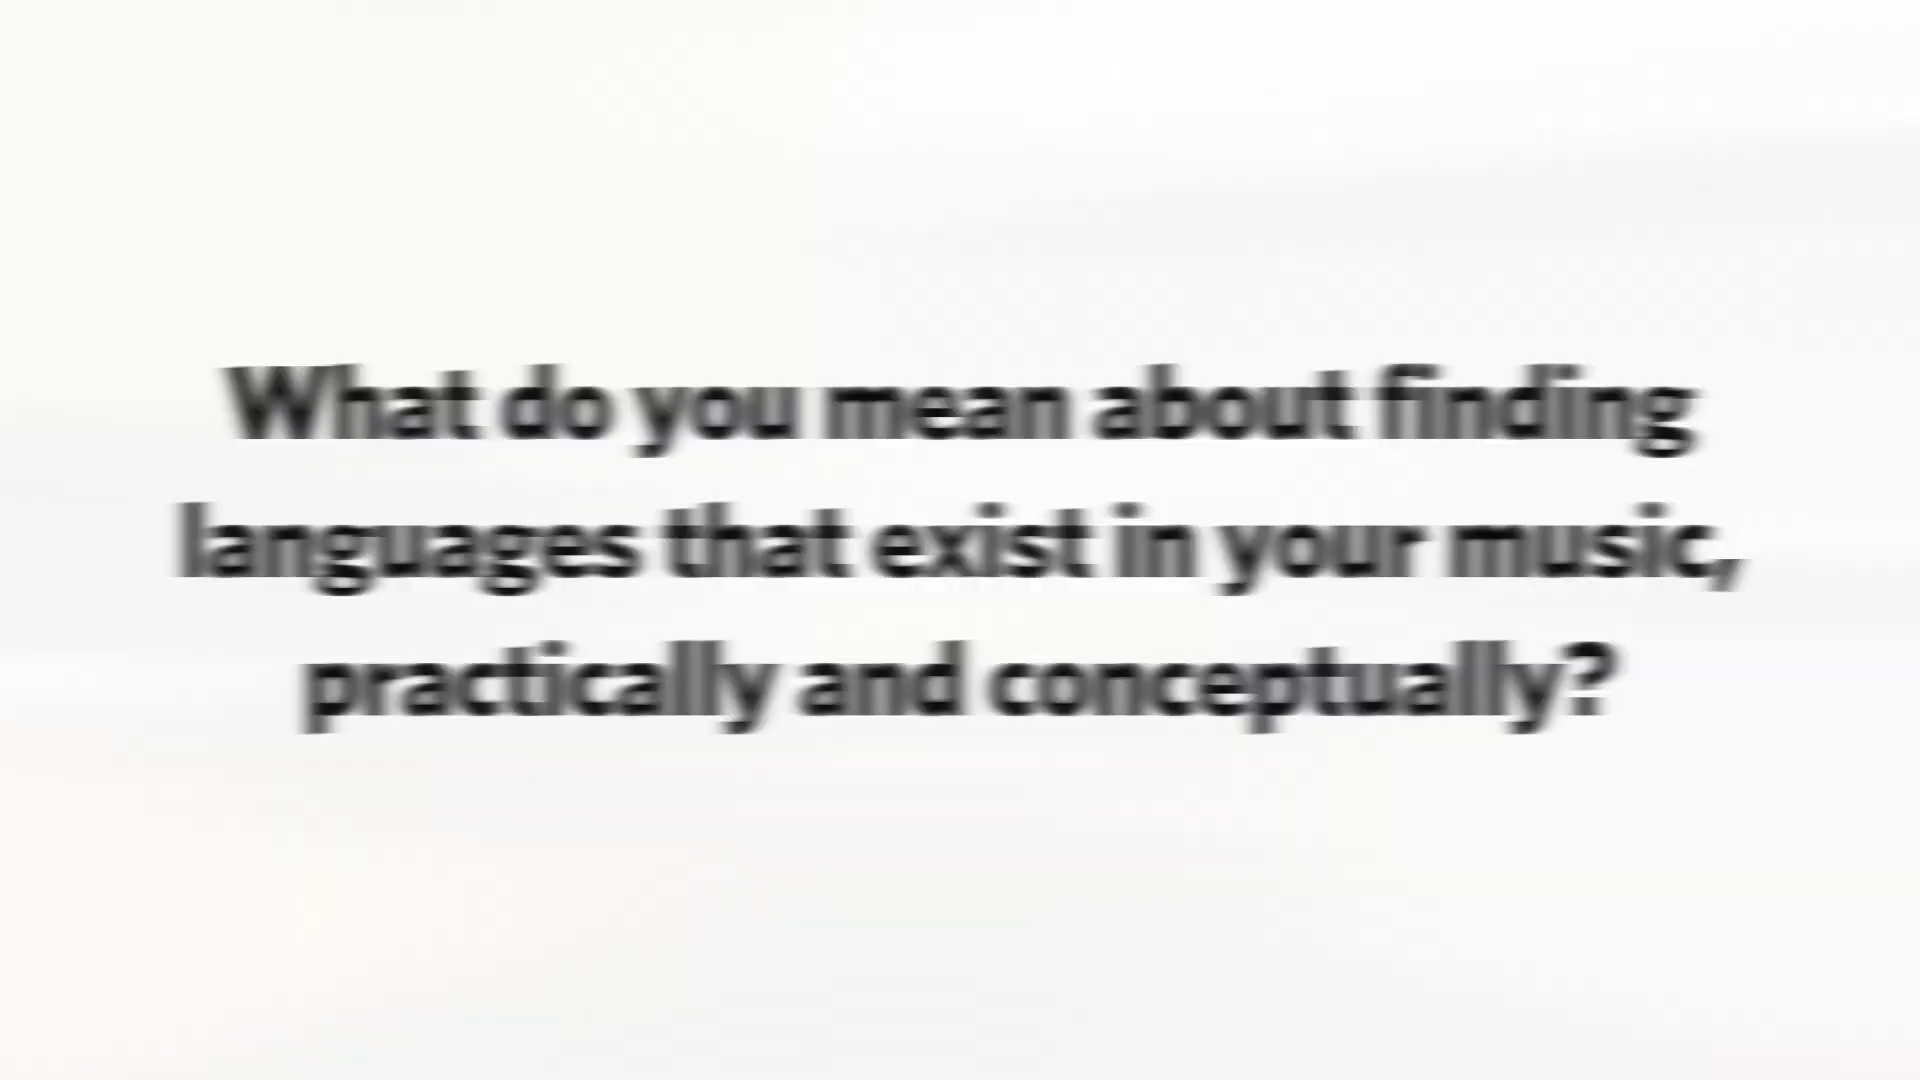 What do you mean about finding
languages that exist in your music,
practically and conceptually?